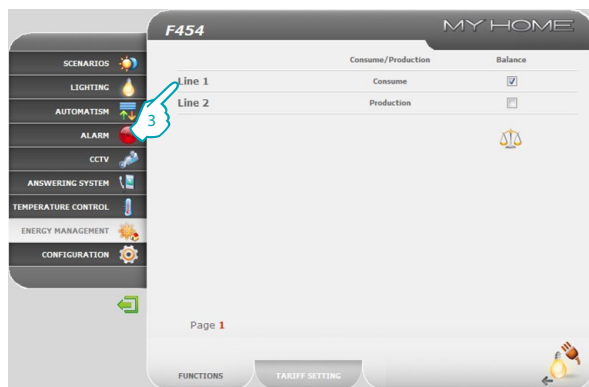 F454
MY HOME
SCENARIOS
LIGHTING
AUTOMATISM
ALARM
CCTV
ANSWERING SYSTEM
TEMPERATURE CONTROL
ENERGY MANAGEMENT
CONFIGURATION
Consume/Production Balance
Line 1 Consume
Line 2 Production
3
Page 1
FUNCTIONS TARIFF SETTING